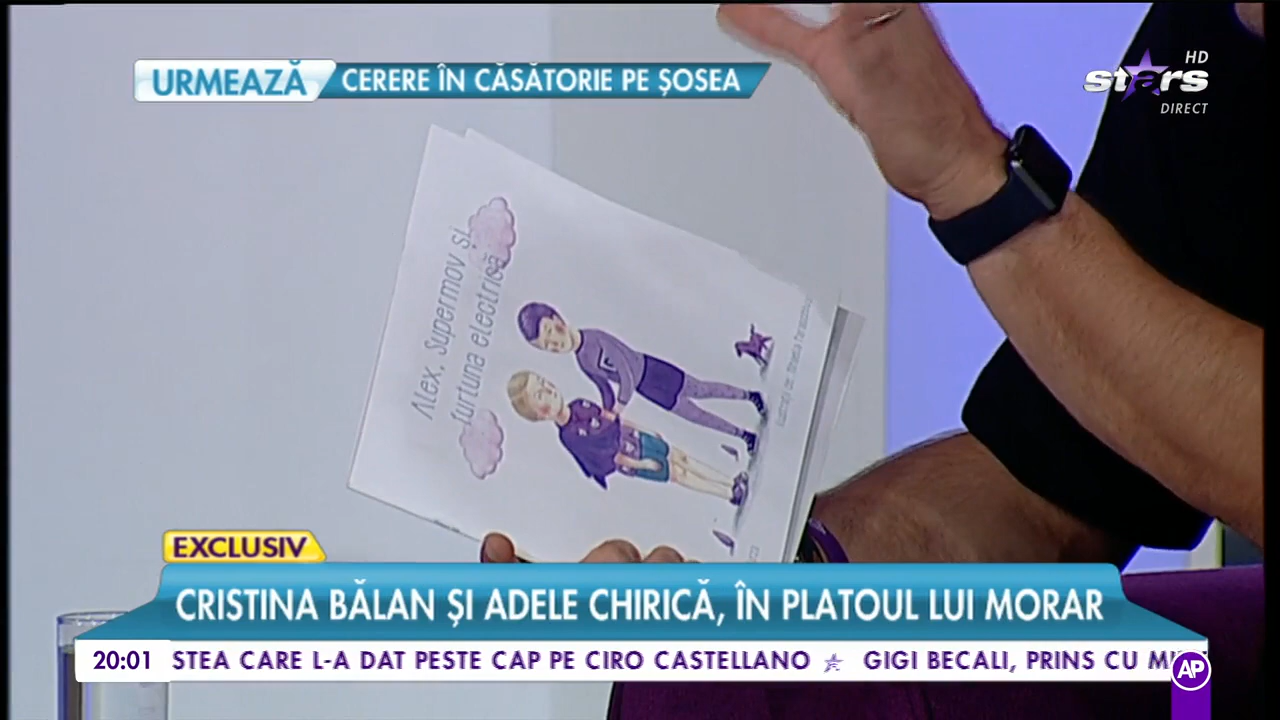 URMEAZĂ
CERERE ÎN CĂSĂTORIE PE ȘOSEA
HD
stars
DIRECT
Alex, Supermov și
furtuna electrică
EXCLUSIV
CRISTINA BĂLAN ȘI ADELE CHIRICĂ, ÎN PLATOUL LUI MORAR
20:01
STEA CARE L-A DAT PESTE CAP PE CIRO CASTELLANO
GIGI BECALI, PRINS CU
AP